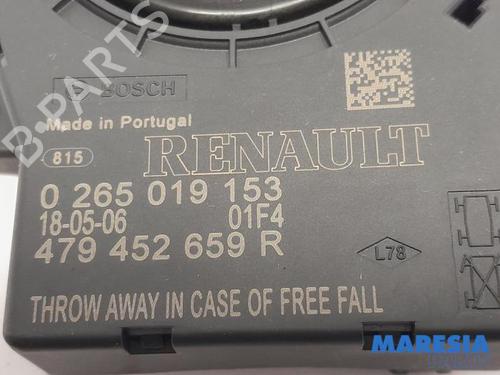 B-PARTS
BOSCH
Made in Portugal
815
RENAULT
0 265 019 153
18-05-06 01F4
479 452 659 R
L78
THROW AWAY IN CASE OF FREE FALL
MARESIA